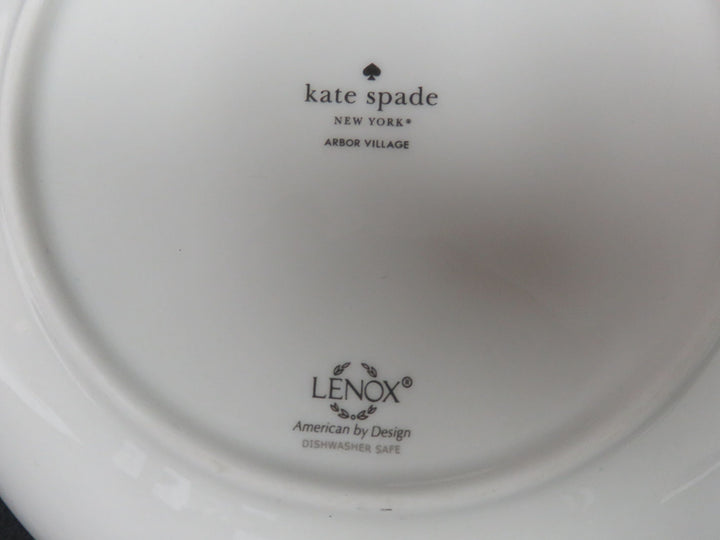 kate spade
NEW YORK®
ARBOR VILLAGE
LENOX®
American by Design
DISHWASHER SAFE